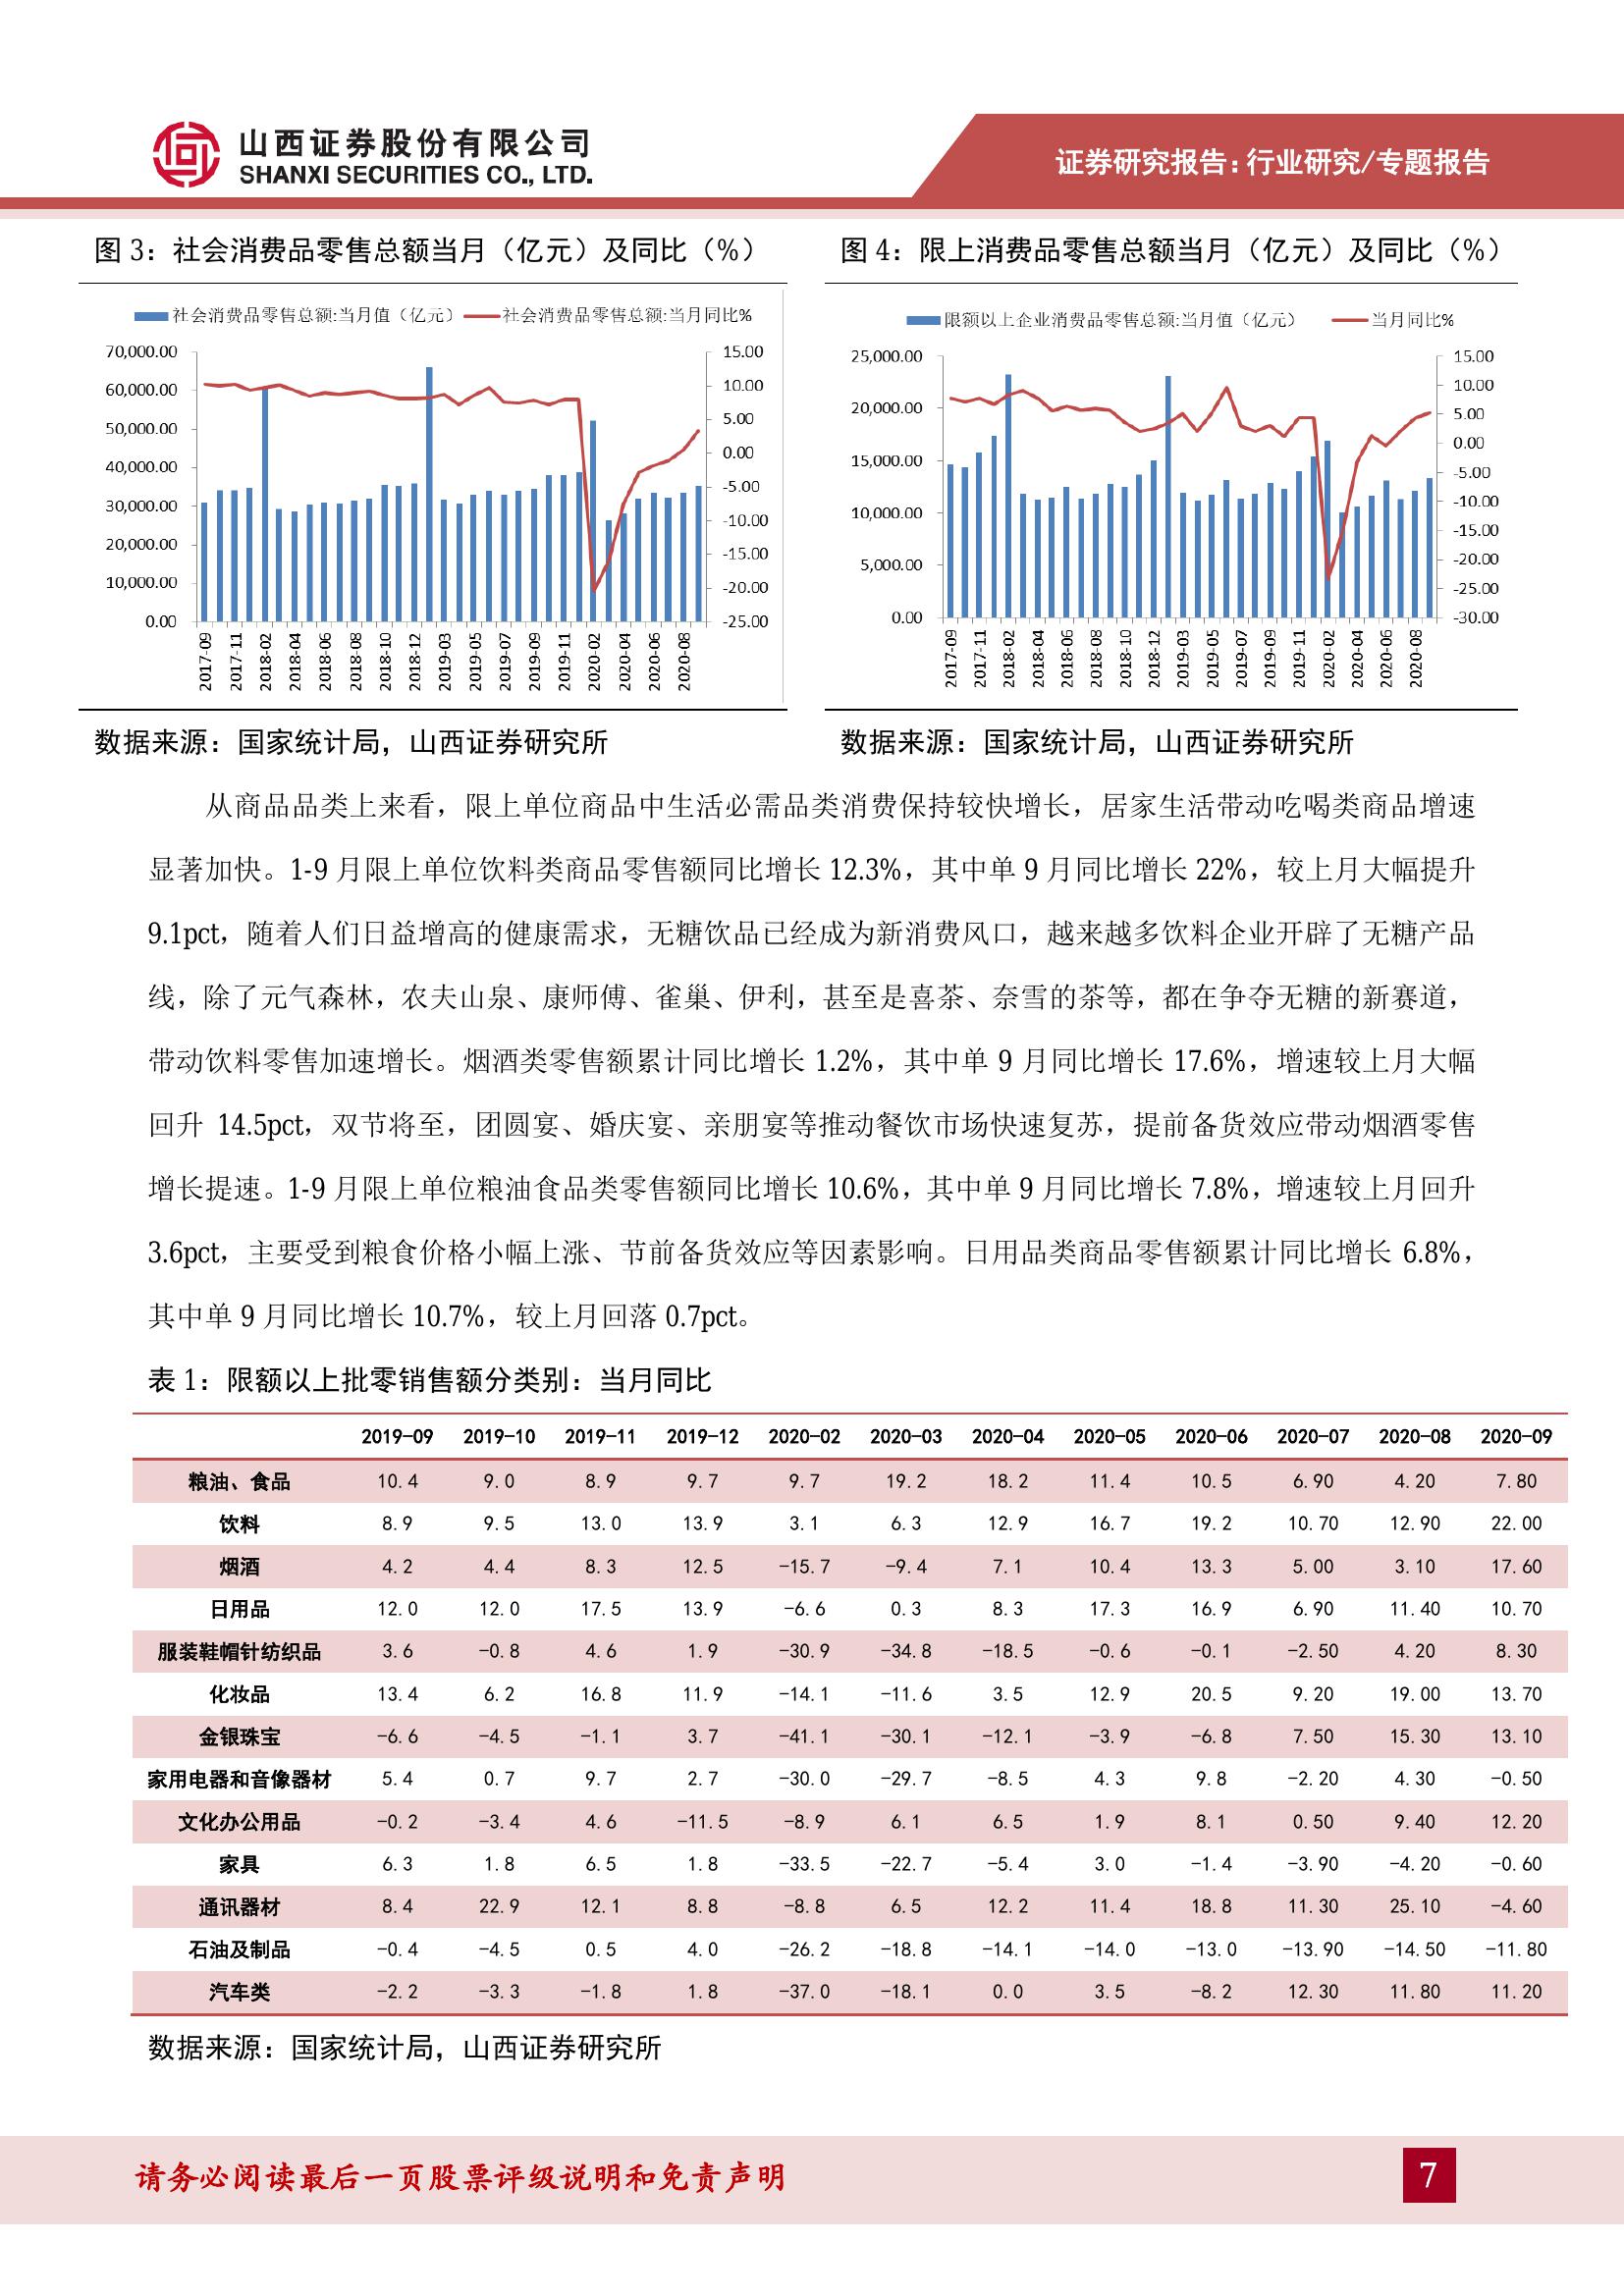 山西证券股份有限公司
SHANXI SECURITIES CO., LTD.
证券研究报告：行业研究/专题报告
图 3：社会消费品零售总额当月（亿元）及同比（%）
社会消费品零售总额:当月值（亿元） 社会消费品零售总额:当月同比%
70,000.00 15.00
60,000.00 10.00
50,000.00 5.00
40,000.00 0.00
30,000.00 -5.00
20,000.00 -10.00
10,000.00 -15.00
0.00 -20.00
-25.00
2017-09 2017-11 2018-02 2018-04 2018-06 2018-08 2018-10 2018-12 2019-03 2019-05 2019-07 2019-09 2019-11 2020-02 2020-04 2020-06 2020-08
数据来源：国家统计局，山西证券研究所
图 4：限上消费品零售总额当月（亿元）及同比（%）
限额以上企业消费品零售总额:当月值（亿元） 当月同比%
25,000.00 15.00
20,000.00 10.00
15,000.00 5.00
10,000.00 0.00
5,000.00 -5.00
0.00 -10.00
-15.00
-20.00
-25.00
-30.00
2017-09 2017-11 2018-02 2018-04 2018-06 2018-08 2018-10 2018-12 2019-03 2019-05 2019-07 2019-09 2019-11 2020-02 2020-04 2020-06 2020-08
数据来源：国家统计局，山西证券研究所
从商品品类上来看，限上单位商品中生活必需品类消费保持较快增长，居家生活带动吃喝类商品增速
显著加快。1-9 月限上单位饮料类商品零售额同比增长 12.3%，其中单 9 月同比增长 22%，较上月大幅提升
9.1pct，随着人们日益增高的健康需求，无糖饮品已经成为新消费风口，越来越多饮料企业开辟了无糖产品
线，除了元气森林，农夫山泉、康师傅、雀巢、伊利，甚至是喜茶、奈雪的茶等，都在争夺无糖的新赛道，
带动饮料零售加速增长。烟酒类零售额累计同比增长 1.2%，其中单 9 月同比增长 17.6%，增速较上月大幅
回升 14.5pct，双节将至，团圆宴、婚庆宴、亲朋宴等推动餐饮市场快速复苏，提前备货效应带动烟酒零售
增长提速。1-9 月限上单位粮油食品类零售额同比增长 10.6%，其中单 9 月同比增长 7.8%，增速较上月回升
3.6pct，主要受到粮食价格小幅上涨、节前备货效应等因素影响。日用品类商品零售额累计同比增长 6.8%，
其中单 9 月同比增长 10.7%，较上月回落 0.7pct。
表 1：限额以上批零销售额分类别：当月同比
2019-09 2019-10 2019-11 2019-12 2020-02 2020-03 2020-04 2020-05 2020-06 2020-07 2020-08 2020-09
粮油、食品 10.4 9.0 8.9 9.7 9.7 19.2 18.2 11.4 10.5 6.90 4.20 7.80
饮料 8.9 9.5 13.0 13.9 3.1 6.3 12.9 16.7 19.2 10.70 12.90 22.00
烟酒 4.2 4.4 8.3 12.5 -15.7 -9.4 7.1 10.4 13.3 5.00 3.10 17.60
日用品 12.0 12.0 17.5 13.9 -6.6 0.3 8.3 17.3 16.9 6.90 11.40 10.70
服装鞋帽针纺织品 3.6 -0.8 4.6 1.9 -30.9 -34.8 -18.5 -0.6 -0.1 -2.50 4.20 8.30
化妆品 13.4 6.2 16.8 11.9 -14.1 -11.6 3.5 12.9 20.5 9.20 19.00 13.70
金银珠宝 -6.6 -4.5 -1.1 3.7 -41.1 -30.1 -12.1 -3.9 -6.8 7.50 15.30 13.10
家用电器和音像器材 5.4 0.7 9.7 2.7 -30.0 -29.7 -8.5 4.3 9.8 -2.20 4.30 -0.50
文化办公用品 -0.2 -3.4 4.6 -11.5 -8.9 6.1 6.5 1.9 8.1 0.50 9.40 12.20
家具 6.3 1.8 6.5 1.8 -33.5 -22.7 -5.4 3.0 -1.4 -3.90 -4.20 -0.60
通讯器材 8.4 22.9 12.1 8.8 -8.8 6.5 12.2 11.4 18.8 11.30 25.10 -4.60
石油及制品 -0.4 -4.5 0.5 4.0 -26.2 -18.8 -14.1 -14.0 -13.0 -13.90 -14.50 -11.80
汽车类 -2.2 -3.3 -1.8 1.8 -37.0 -18.1 0.0 3.5 -8.2 12.30 11.80 11.20
数据来源：国家统计局，山西证券研究所
请务必阅读最后一页股票评级说明和免责声明
7